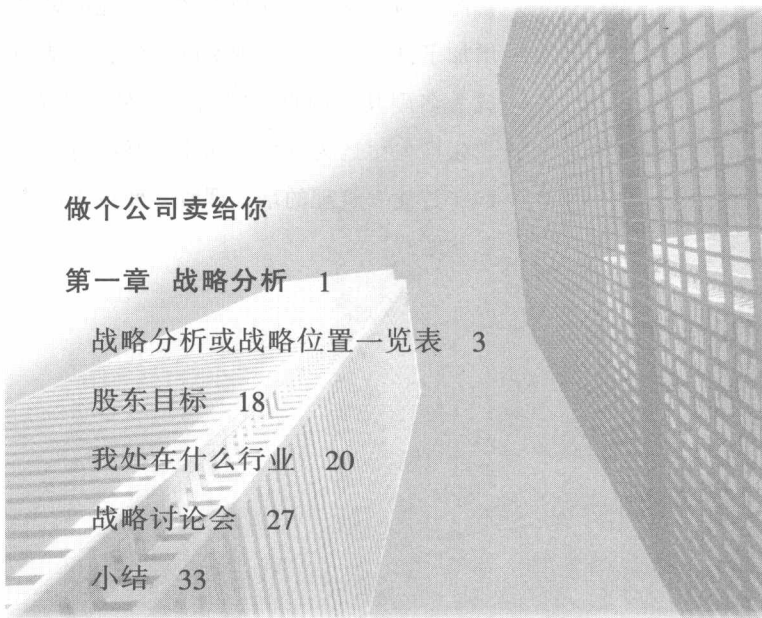 做个公司卖给你
第一章 战略分析 1
战略分析或战略位置一览表 3
股东目标 18
我处在什么行业 20
战略讨论会 27
小结 33